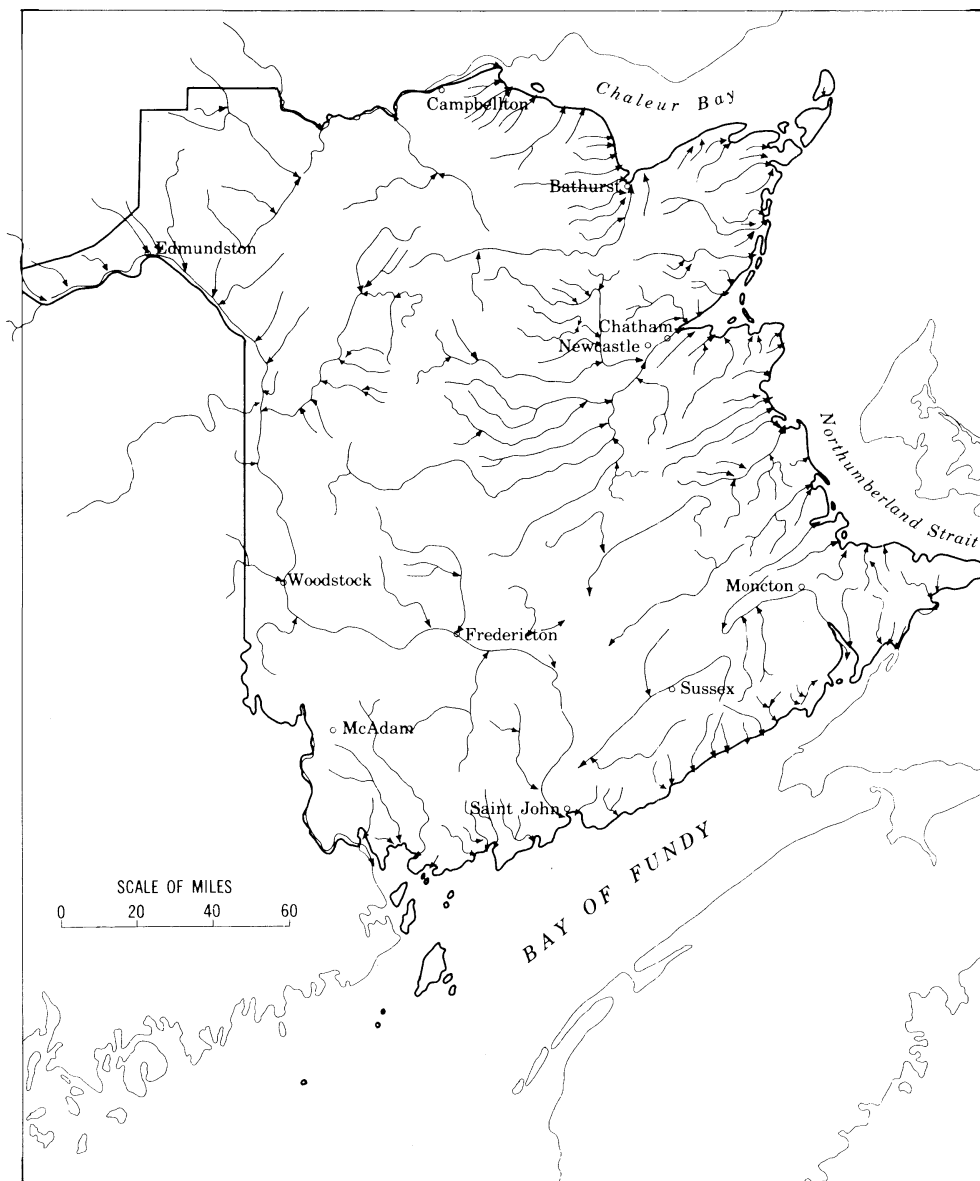 Chaleur Bay
Campbellton
Bathurst
Edmundston
Chatham
Newcastle
Northumberland Strait
Woodstock
Moncton
Fredericton
Sussex
McAdam
Saint John
BAY OF FUNDY
SCALE OF MILES
0 20 40 60